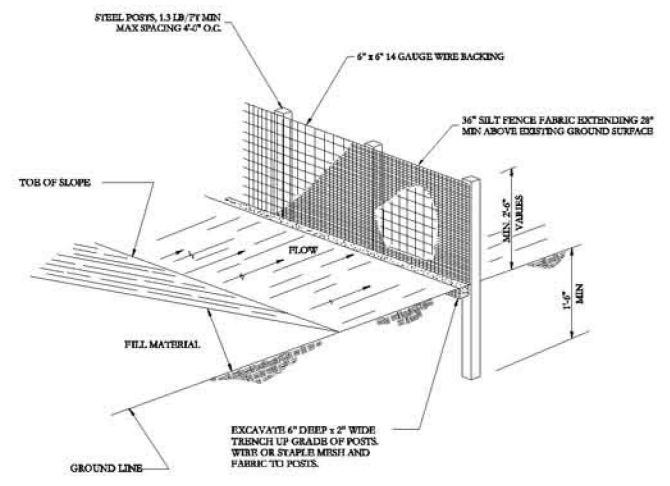 STEEL POSTS, 1.3 LB/FT MIN
MAX SPACING 4'-0" O.C.
6" x 6" 14 GAUGE WIRE BACKING
36" SILT FENCE FABRIC EXTENDING 28"
MIN ABOVE EXISTING GROUND SURFACE
TOE OF SLOPE
MIN. 2'-6"
VARIES
FLOW
1'-6"
MIN
FILL MATERIAL
EXCAVATE 6" DEEP x 2" WIDE
TRENCH UP GRADE OF POSTS.
WIRE OR STAPLE MESH AND
FABRIC TO POSTS.
GROUND LINE